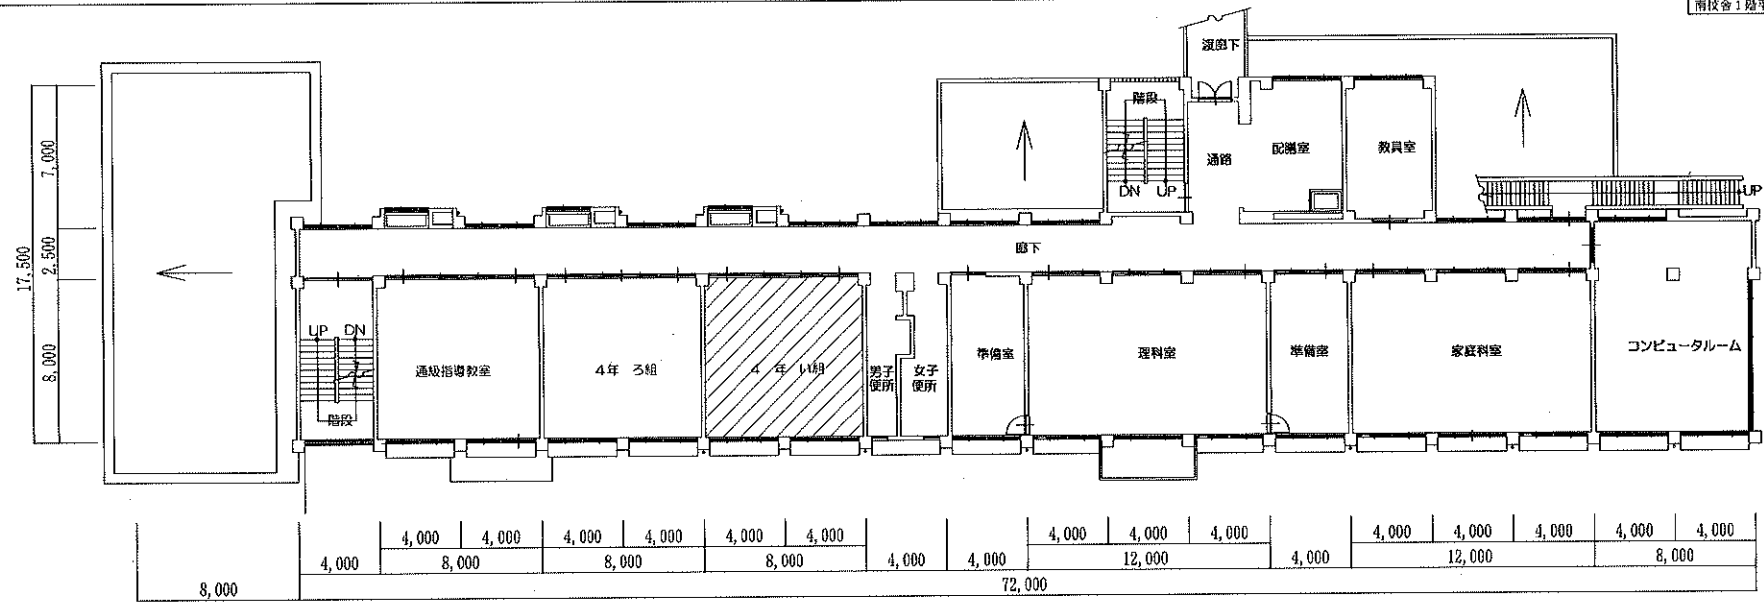 南校舎1階平
渡廊下
階段
DN UP
通路
配膳室
教員室
UP
廊下
UP DN
階段
通級指導教室
4年 ろ組
4 年 い組
男子
便所
女子
便所
準備室
理科室
準備室
家庭科室
コンピュータルーム
17,500
7,000
2,500
8,000
4,000 4,000 4,000 4,000 4,000 4,000 4,000 4,000 4,000 4,000 4,000 4,000 4,000 4,000
4,000 8,000 8,000 8,000 4,000 4,000 12,000 4,000 12,000 8,000
8,000 72,000